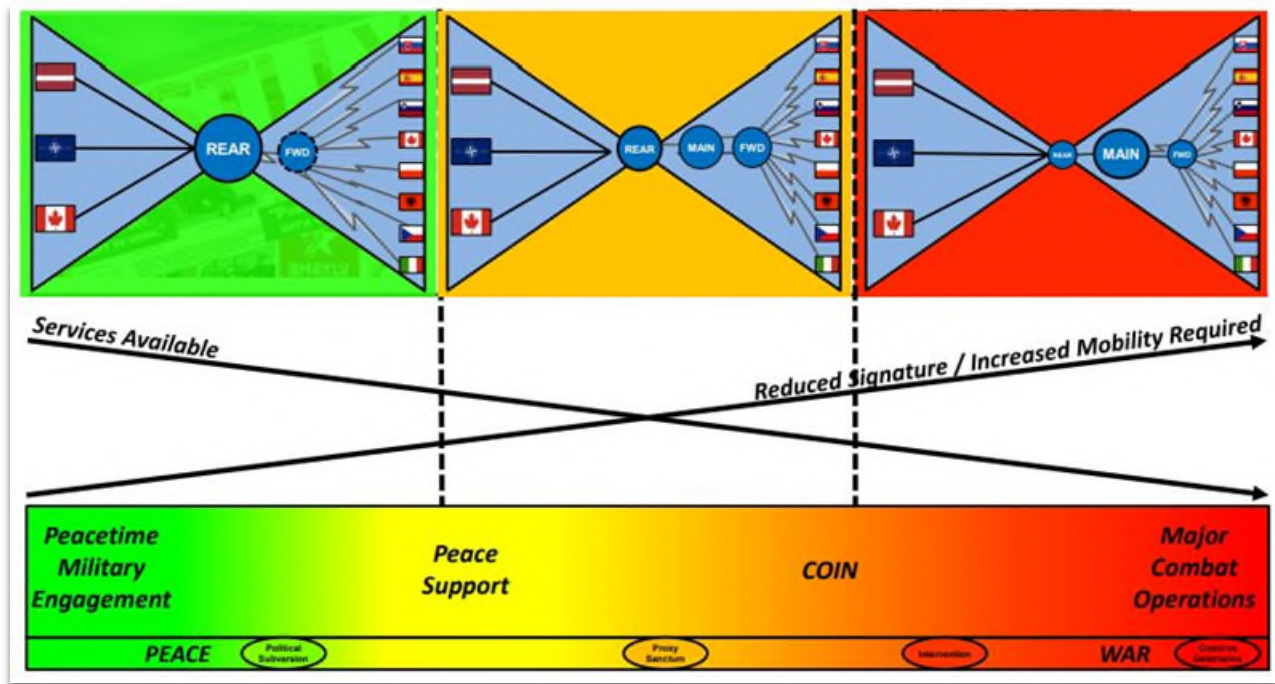 REAR
FWD
REAR
MAIN
FWD
REAR
MAIN
FWD
Services Available
Reduced Signature / Increased Mobility Required
Peacetime
Military
Engagement
Peace
Support
COIN
Major
Combat
Operations
PEACE
Political
Subversion
Proxy
Sanctum
Intervention
WAR